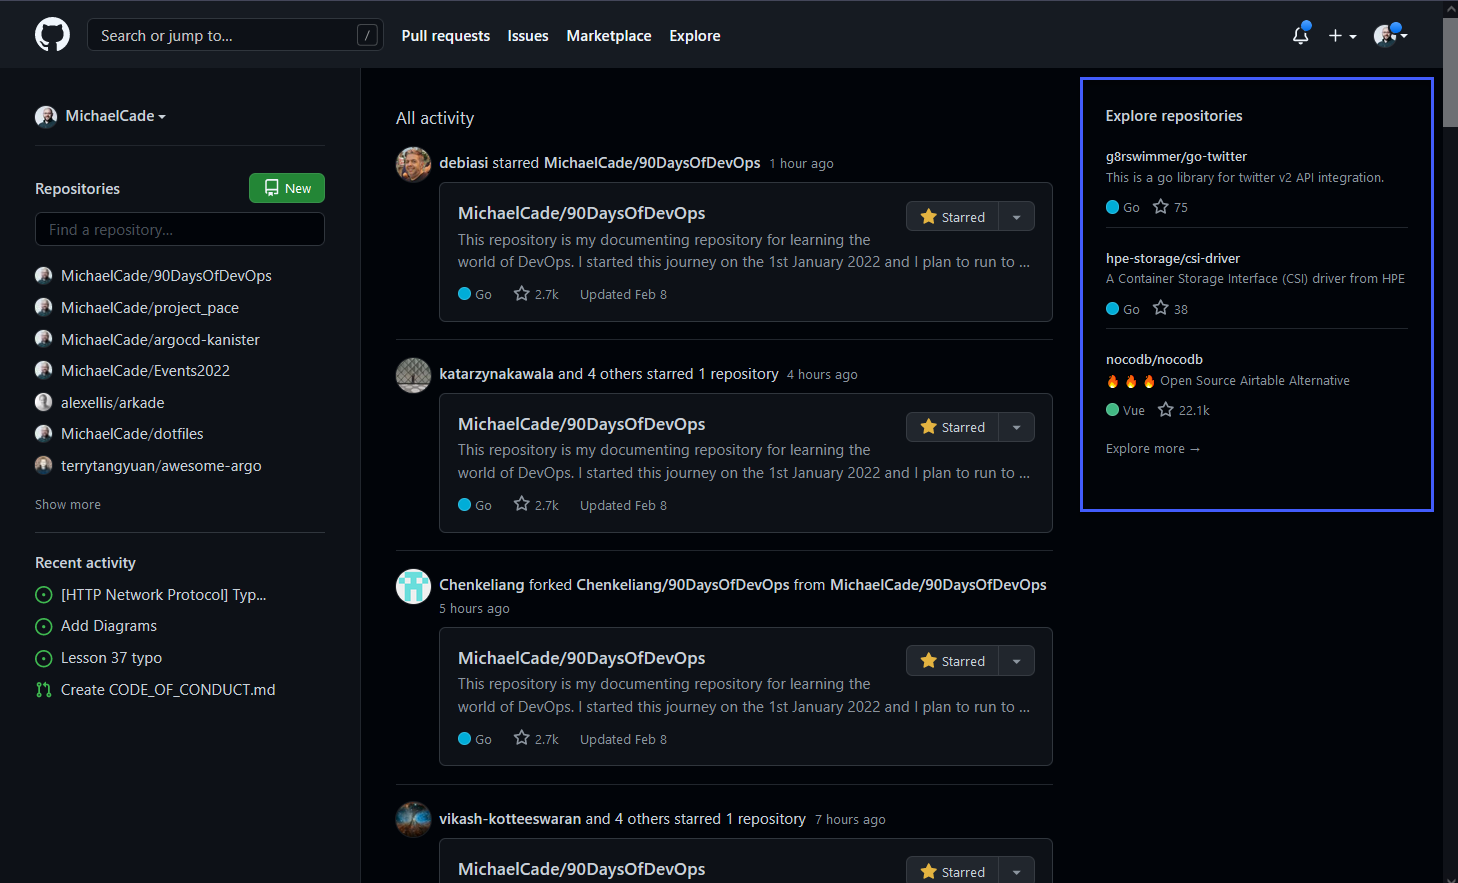 Search or jump to...
/
Pull requests
Issues
Marketplace
Explore
MichaelCade
Repositories
New
Find a repository...
MichaelCade/90DaysOfDevOps
MichaelCade/project_pace
MichaelCade/argocd-kanister
MichaelCade/Events2022
alexellis/arkade
MichaelCade/dotfiles
terrytangyuan/awesome-argo
Show more
Recent activity
[HTTP Network Protocol] Typ...
Add Diagrams
Lesson 37 typo
Create CODE_OF_CONDUCT.md
All activity
debiasi starred MichaelCade/90DaysOfDevOps 1 hour ago
MichaelCade/90DaysOfDevOps
Starred
This repository is my documenting repository for learning the
world of DevOps. I started this journey on the 1st January 2022 and I plan to run to ...
Go 2.7k Updated Feb 8
katarzynakawala and 4 others starred 1 repository 4 hours ago
MichaelCade/90DaysOfDevOps
Starred
This repository is my documenting repository for learning the
world of DevOps. I started this journey on the 1st January 2022 and I plan to run to ...
Go 2.7k Updated Feb 8
Chenkeliang forked Chenkeliang/90DaysOfDevOps from MichaelCade/90DaysOfDevOps
5 hours ago
MichaelCade/90DaysOfDevOps
Starred
This repository is my documenting repository for learning the
world of DevOps. I started this journey on the 1st January 2022 and I plan to run to ...
Go 2.7k Updated Feb 8
vikash-kotteeswaran and 4 others starred 1 repository 7 hours ago
MichaelCade/90DaysOfDevOps
Starred
Explore repositories
g8rswimmer/go-twitter
This is a go library for twitter v2 API integration.
Go 75
hpe-storage/csi-driver
A Container Storage Interface (CSI) driver from HPE
Go 38
nocodb/nocodb
🔥 🔥 🔥 Open Source Airtable Alternative
Vue 22.1k
Explore more →